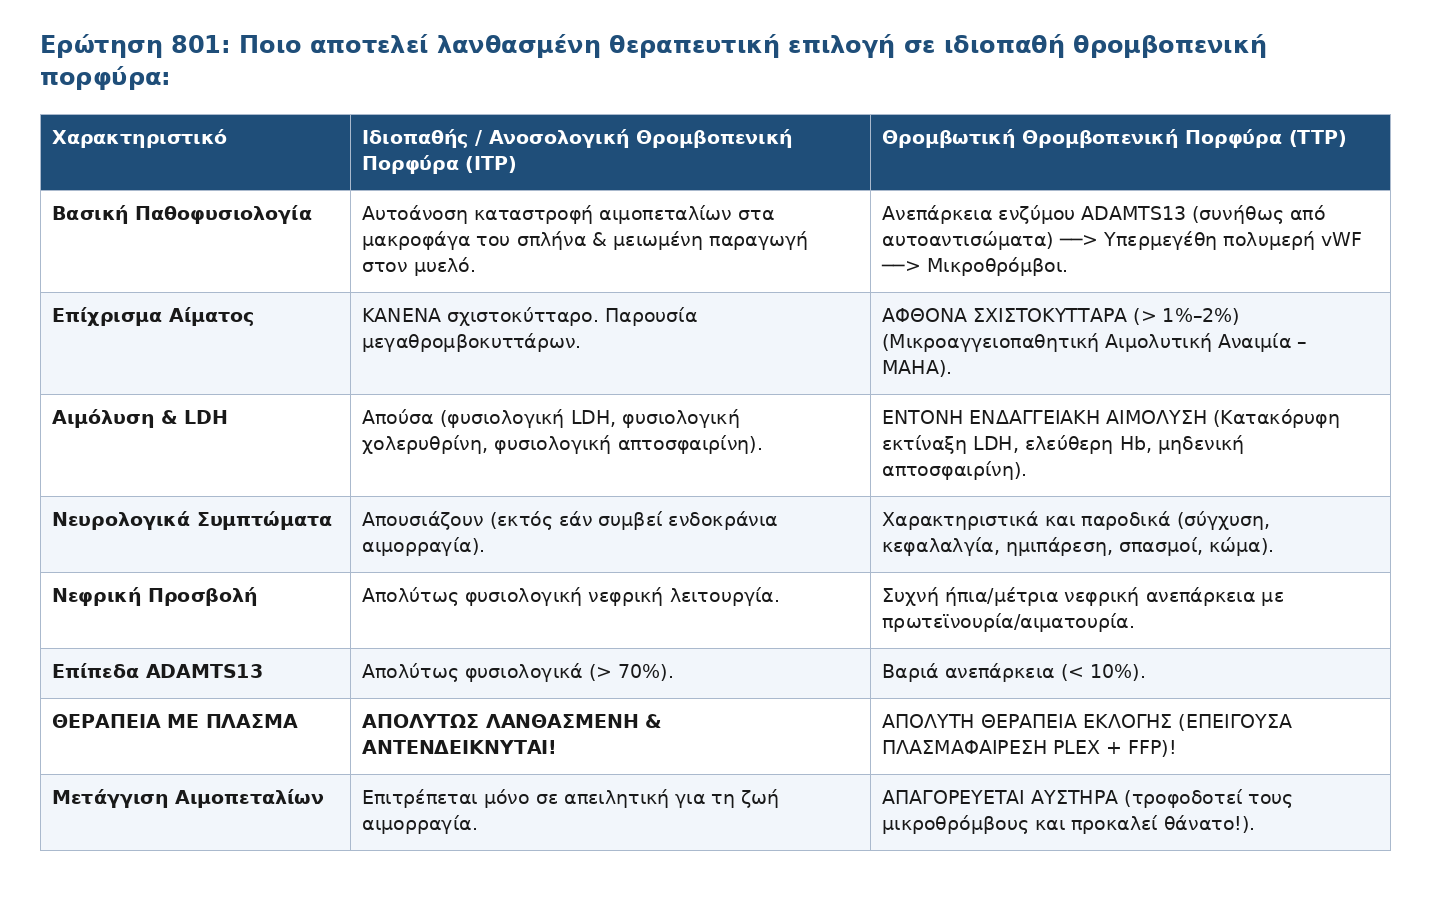 Ερώτηση 801: Ποιο αποτελεί λανθασμένη θεραπευτική επιλογή σε ιδιοπαθή θρομβοπενική
πορφύρα:
Χαρακτηριστικό
Ιδιοπαθής / Ανοσολογική Θρομβοπενική
Πορφύρα (ITP)
Θρομβωτική Θρομβοπενική Πορφύρα (TTP)
Βασική Παθοφυσιολογία
Αυτοάνοση καταστροφή αιμοπεταλίων στα
μακροφάγα του σπλήνα & μειωμένη παραγωγή
στον μυελό.
Ανεπάρκεια ενζύμου ADAMTS13 (συνήθως από
αυτοαντισώματα) ──> Υπερμεγέθη πολυμερή vWF
──> Μικροθρόμβοι.
Επίχρισμα Αίματος
ΚΑΝΕΝΑ σχιστοκύτταρο. Παρουσία
μεγαθρομβοκυττάρων.
ΑΦΘΟΝΑ ΣΧΙΣΤΟΚΥΤΤΑΡΑ (> 1%–2%)
(Μικροαγγειοπαθητική Αιμολυτική Αναιμία –
MAHA).
Αιμόλυση & LDH
Απούσα (φυσιολογική LDH, φυσιολογική
χολερυθρίνη, φυσιολογική απτοσφαιρίνη).
ΕΝΤΟΝΗ ΕΝΔΑΓΓΕΙΑΚΗ ΑΙΜΟΛΥΣΗ (Κατακόρυφη
εκτίναξη LDH, ελεύθερη Hb, μηδενική
απτοσφαιρίνη).
Νευρολογικά Συμπτώματα
Απουσιάζουν (εκτός εάν συμβεί ενδοκράνια
αιμορραγία).
Χαρακτηριστικά και παροδικά (σύγχυση,
κεφαλαλγία, ημιπάρεση, σπασμοί, κώμα).
Νεφρική Προσβολή
Απολύτως φυσιολογική νεφρική λειτουργία.
Συχνή ήπια/μέτρια νεφρική ανεπάρκεια με
πρωτεϊνουρία/αιματουρία.
Επίπεδα ADAMTS13
Απολύτως φυσιολογικά (> 70%).
Βαριά ανεπάρκεια (< 10%).
ΘΕΡΑΠΕΙΑ ΜΕ ΠΛΑΣΜΑ
ΑΠΟΛΥΤΩΣ ΛΑΝΘΑΣΜΕΝΗ &
ΑΝΤΕΝΔΕΙΚΝΥΤΑΙ!
ΑΠΟΛΥΤΗ ΘΕΡΑΠΕΙΑ ΕΚΛΟΓΗΣ (ΕΠΕΙΓΟΥΣΑ
ΠΛΑΣΜΑΦΑΙΡΕΣΗ PLEX + FFP)!
Μετάγγιση Αιμοπεταλίων
Επιτρέπεται μόνο σε απειλητική για τη ζωή
αιμορραγία.
ΑΠΑΓΟΡΕΥΕΤΑΙ ΑΥΣΤΗΡΑ (τροφοδοτεί τους
μικροθρόμβους και προκαλεί θάνατο!).